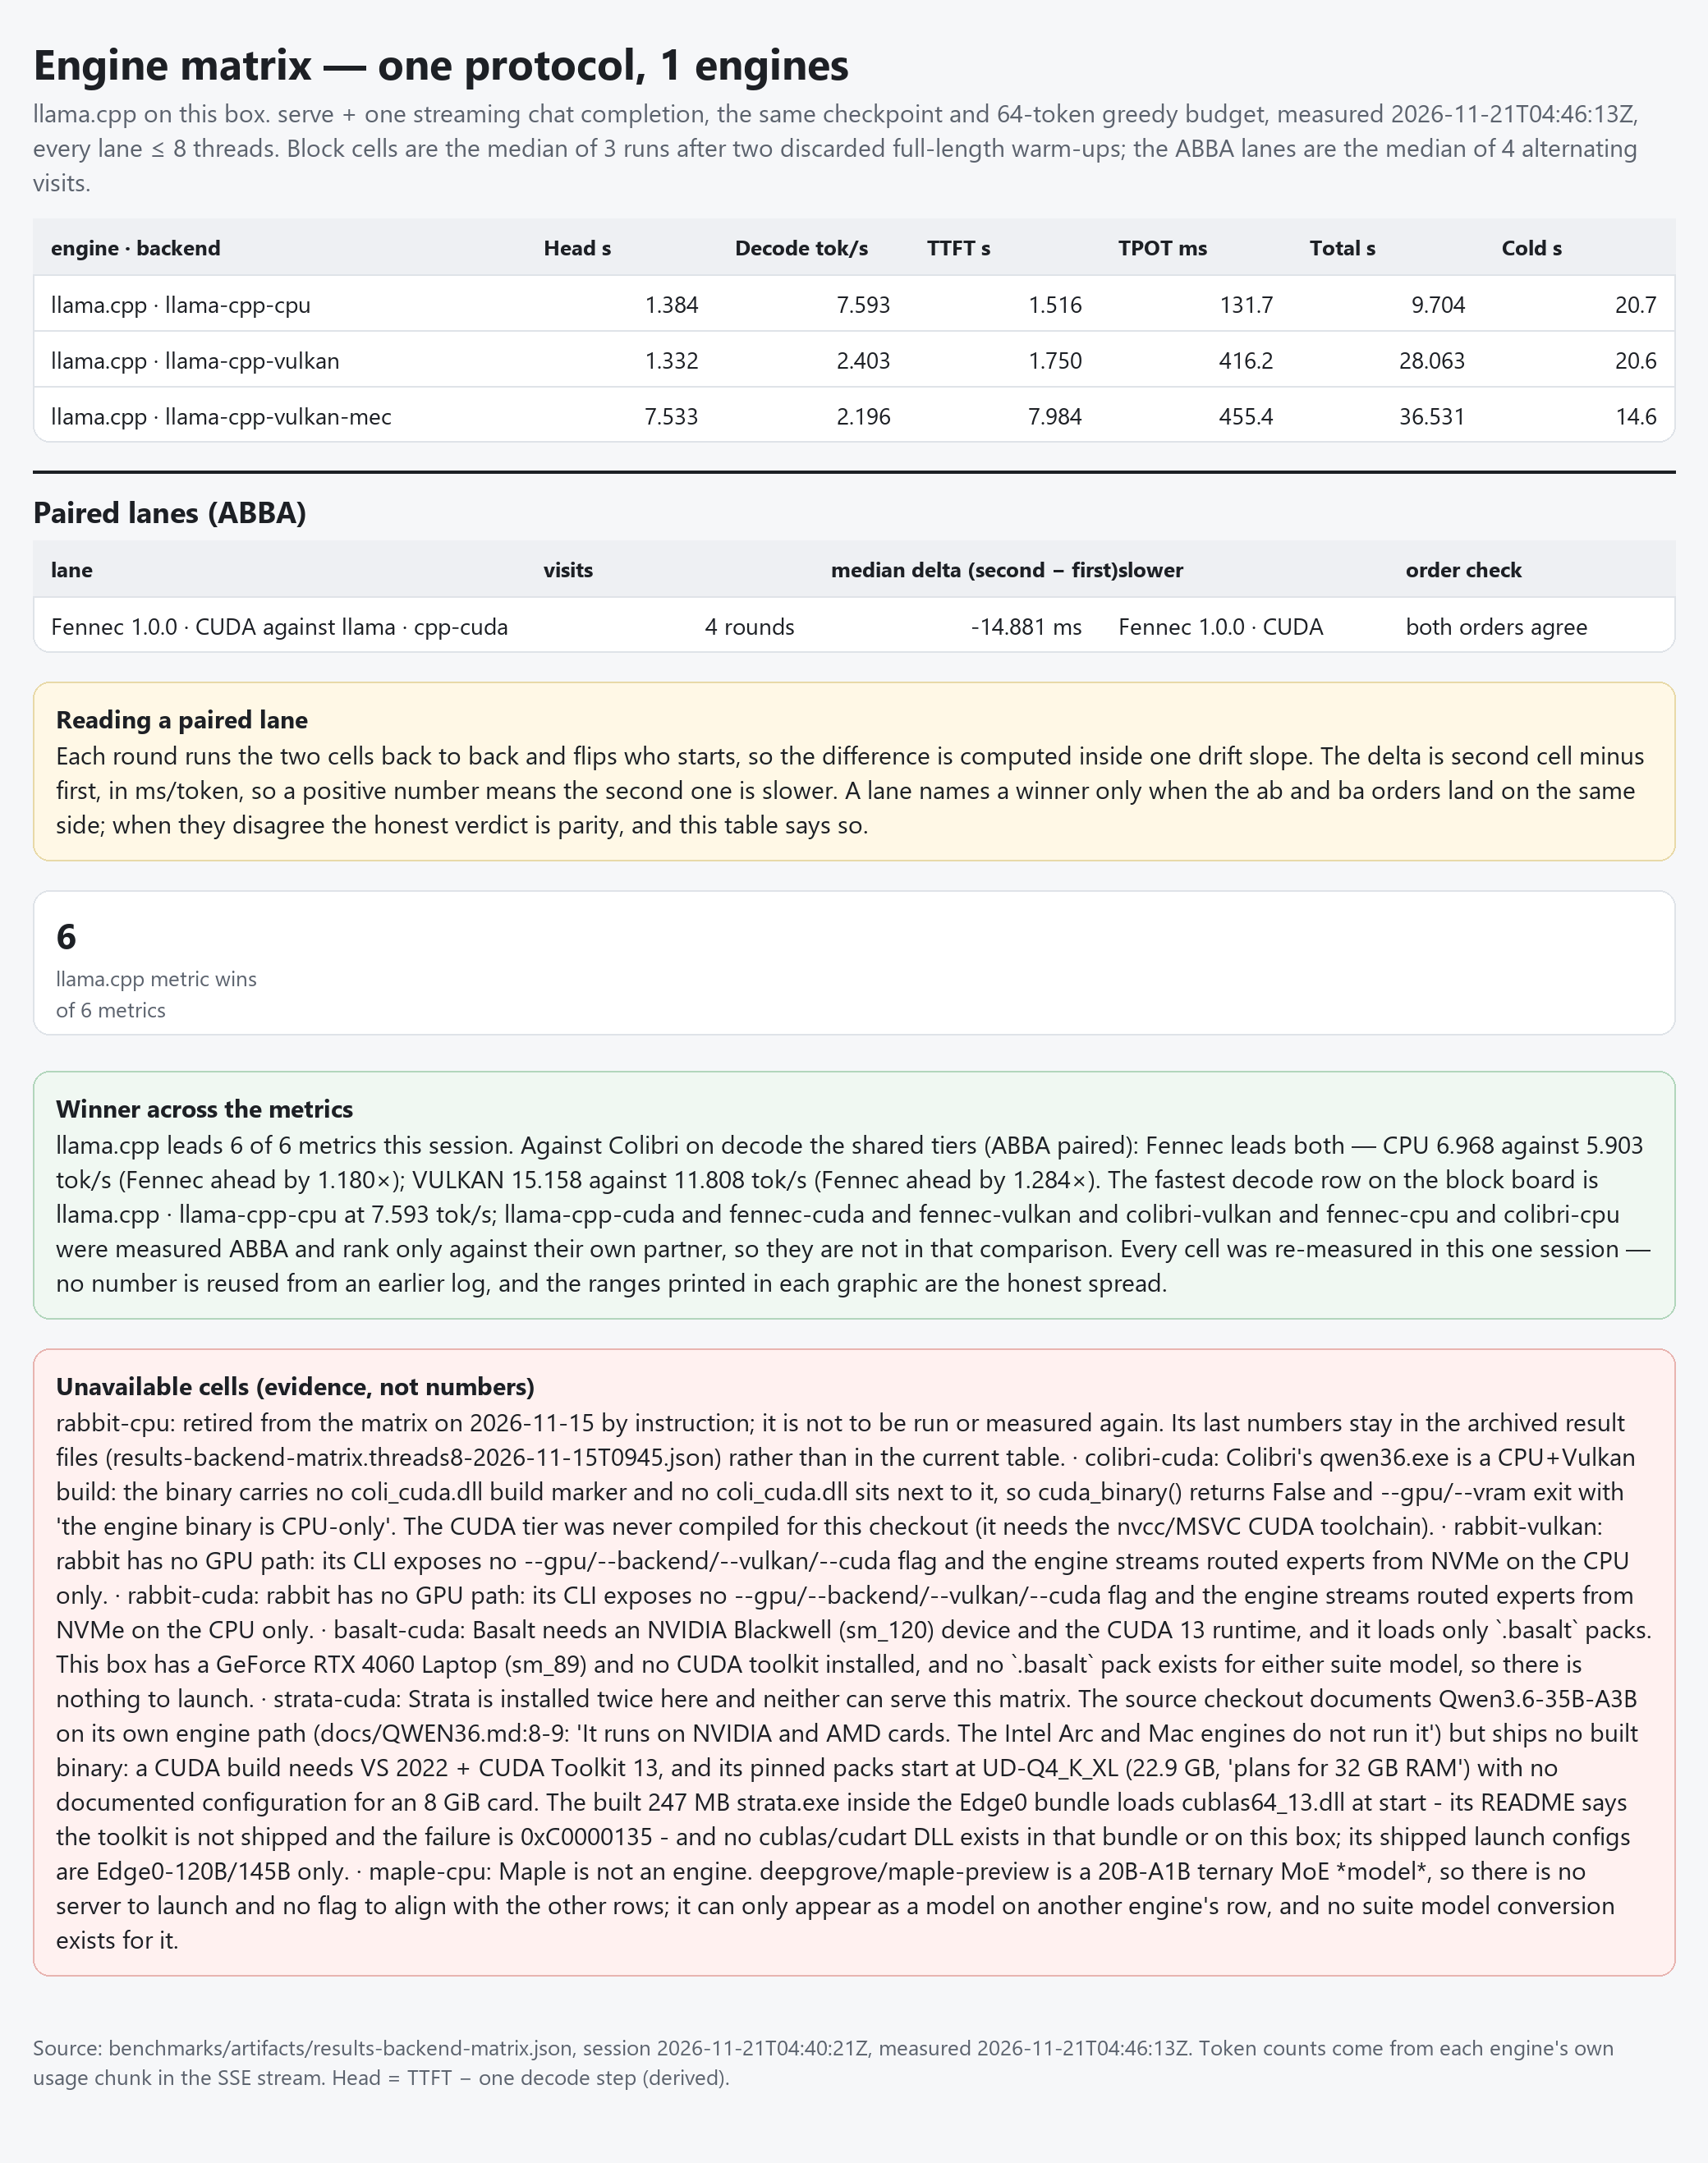 Engine matrix — one protocol, 1 engines
llama.cpp on this box. serve + one streaming chat completion, the same checkpoint and 64-token greedy budget, measured 2026-11-21T04:46:13Z,
every lane ≤ 8 threads. Block cells are the median of 3 runs after two discarded full-length warm-ups; the ABBA lanes are the median of 4 alternating
visits.
engine · backend Head s Decode tok/s TTFT s TPOT ms Total s Cold s
llama.cpp · llama-cpp-cpu 1.384 7.593 1.516 131.7 9.704 20.7
llama.cpp · llama-cpp-vulkan 1.332 2.403 1.750 416.2 28.063 20.6
llama.cpp · llama-cpp-vulkan-mec 7.533 2.196 7.984 455.4 36.531 14.6
Paired lanes (ABBA)
lane visits median delta (second − first)slower order check
Fennec 1.0.0 · CUDA against llama · cpp-cuda 4 rounds -14.881 ms Fennec 1.0.0 · CUDA both orders agree
Reading a paired lane
Each round runs the two cells back to back and flips who starts, so the difference is computed inside one drift slope. The delta is second cell minus
first, in ms/token, so a positive number means the second one is slower. A lane names a winner only when the ab and ba orders land on the same
side; when they disagree the honest verdict is parity, and this table says so.
6
llama.cpp metric wins
of 6 metrics
Winner across the metrics
llama.cpp leads 6 of 6 metrics this session. Against Colibri on decode the shared tiers (ABBA paired): Fennec leads both — CPU 6.968 against 5.903
tok/s (Fennec ahead by 1.180×); VULKAN 15.158 against 11.808 tok/s (Fennec ahead by 1.284×). The fastest decode row on the block board is
llama.cpp · llama-cpp-cpu at 7.593 tok/s; llama-cpp-cuda and fennec-cuda and fennec-vulkan and colibri-vulkan and fennec-cpu and colibri-cpu
were measured ABBA and rank only against their own partner, so they are not in that comparison. Every cell was re-measured in this one session —
no number is reused from an earlier log, and the ranges printed in each graphic are the honest spread.
Unavailable cells (evidence, not numbers)
rabbit-cpu: retired from the matrix on 2026-11-15 by instruction; it is not to be run or measured again. Its last numbers stay in the archived result
files (results-backend-matrix.threads8-2026-11-15T0945.json) rather than in the current table. · colibri-cuda: Colibri's qwen36.exe is a CPU+Vulkan
build: the binary carries no coli_cuda.dll build marker and no coli_cuda.dll sits next to it, so cuda_binary() returns False and --gpu/--vram exit with
'the engine binary is CPU-only'. The CUDA tier was never compiled for this checkout (it needs the nvcc/MSVC CUDA toolchain). · rabbit-vulkan:
rabbit has no GPU path: its CLI exposes no --gpu/--backend/--vulkan/--cuda flag and the engine streams routed experts from NVMe on the CPU
only. · rabbit-cuda: rabbit has no GPU path: its CLI exposes no --gpu/--backend/--vulkan/--cuda flag and the engine streams routed experts from
NVMe on the CPU only. · basalt-cuda: Basalt needs an NVIDIA Blackwell (sm_120) device and the CUDA 13 runtime, and it loads only `.basalt` packs.
This box has a GeForce RTX 4060 Laptop (sm_89) and no CUDA toolkit installed, and no `.basalt` pack exists for either suite model, so there is
nothing to launch. · strata-cuda: Strata is installed twice here and neither can serve this matrix. The source checkout documents Qwen3.6-35B-A3B
on its own engine path (docs/QWEN36.md:8-9: 'It runs on NVIDIA and AMD cards. The Intel Arc and Mac engines do not run it') but ships no built
binary: a CUDA build needs VS 2022 + CUDA Toolkit 13, and its pinned packs start at UD-Q4_K_XL (22.9 GB, 'plans for 32 GB RAM') with no
documented configuration for an 8 GiB card. The built 247 MB strata.exe inside the Edge0 bundle loads cublas64_13.dll at start - its README says
the toolkit is not shipped and the failure is 0xC0000135 - and no cublas/cudart DLL exists in that bundle or on this box; its shipped launch configs
are Edge0-120B/145B only. · maple-cpu: Maple is not an engine. deepgrove/maple-preview is a 20B-A1B ternary MoE *model*, so there is no
server to launch and no flag to align with the other rows; it can only appear as a model on another engine's row, and no suite model conversion
exists for it.
Source: benchmarks/artifacts/results-backend-matrix.json, session 2026-11-21T04:40:21Z, measured 2026-11-21T04:46:13Z. Token counts come from each engine's own
usage chunk in the SSE stream. Head = TTFT − one decode step (derived).